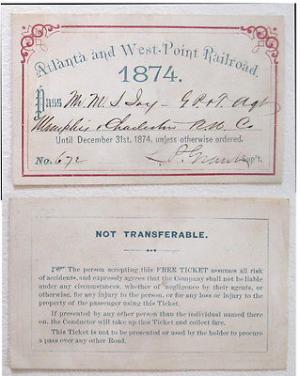 Atlanta and West-Point Railroad.
1874.
Pass Mr. M. S. Jay - G P & T. Agt
Memphis & Charleston R.R. Co
Until December 31st, 1874, unless otherwise ordered.
No. 672 L. P. Grant Sup't.
NOT TRANSFERABLE.
☞ The person accepting this FREE TICKET assumes all risk
of accidents, and expressly agrees that the Company shall not be liable
under any circumstances, whether of negligence by their agents, or
otherwise, for any injury to the person, or for any loss or injury to the
property of the passenger using this Ticket.
If presented by any other person than the individual named there
on, the Conductor will take up this Ticket and collect fare.
This Ticket is not to be presented or used by the holder to procure
a pass over any other Road.